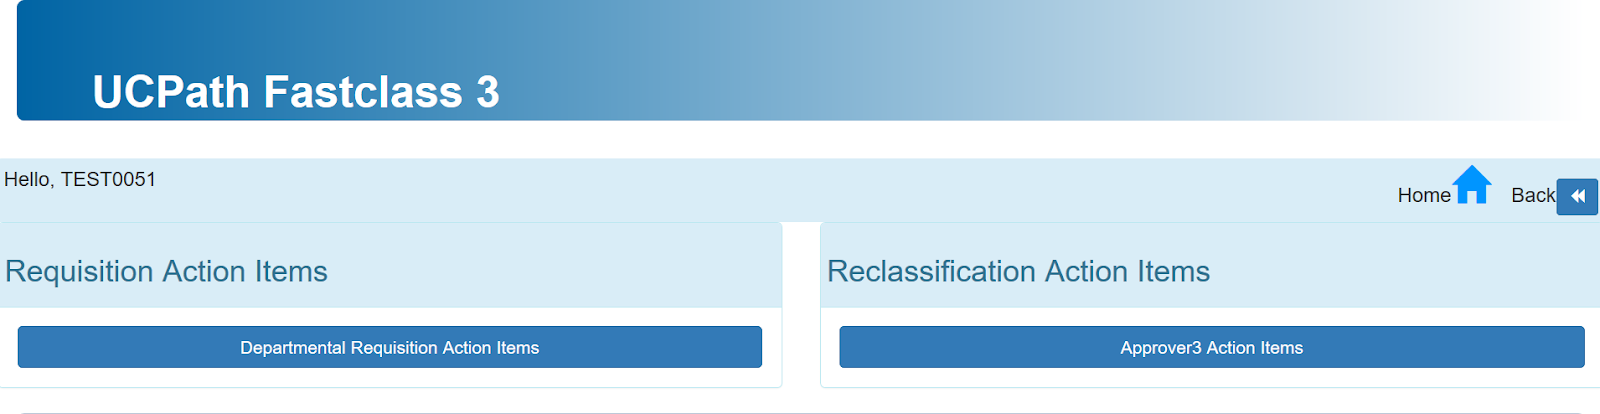 UCPath Fastclass 3
Hello, TEST0051
Home Back
Requisition Action Items
Reclassification Action Items
Departmental Requisition Action Items
Approver3 Action Items